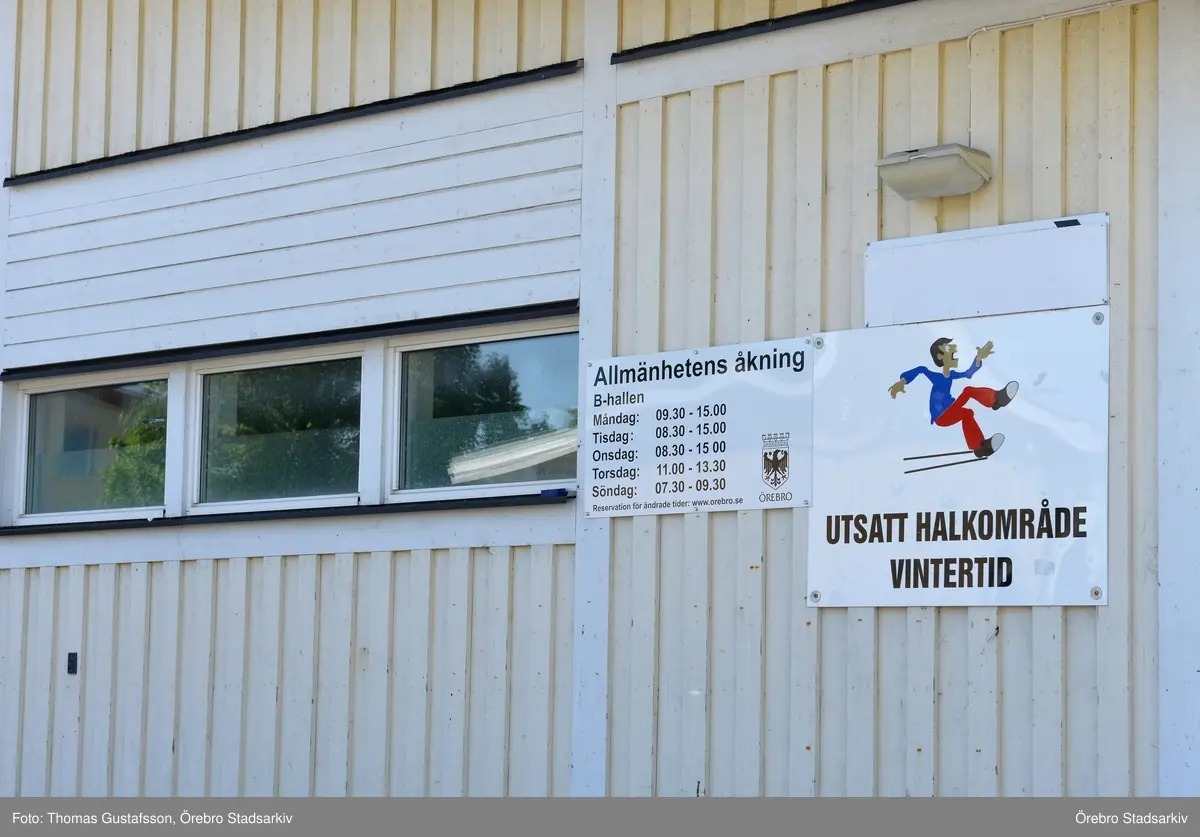 Allmänhetens åkning
B-hallen
Måndag: 09.30 - 15.00
Tisdag: 08.30 - 15.00
Onsdag: 08.30 - 15.00
Torsdag: 11.00 - 13.30
Söndag: 07.30 - 09.30
Reservation för ändrade tider: www.orebro.se
ÖREBRO
UTSATT HALKOMRÅDE
VINTERTID
Foto: Thomas Gustafsson, Örebro Stadsarkiv
Örebro Stadsarkiv